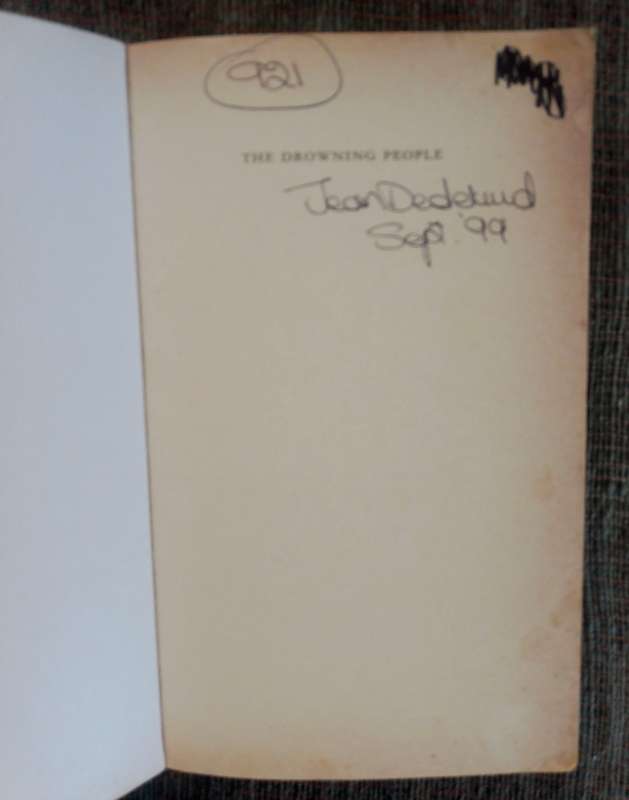 921
THE DROWNING PEOPLE
Jean
Sept. '99